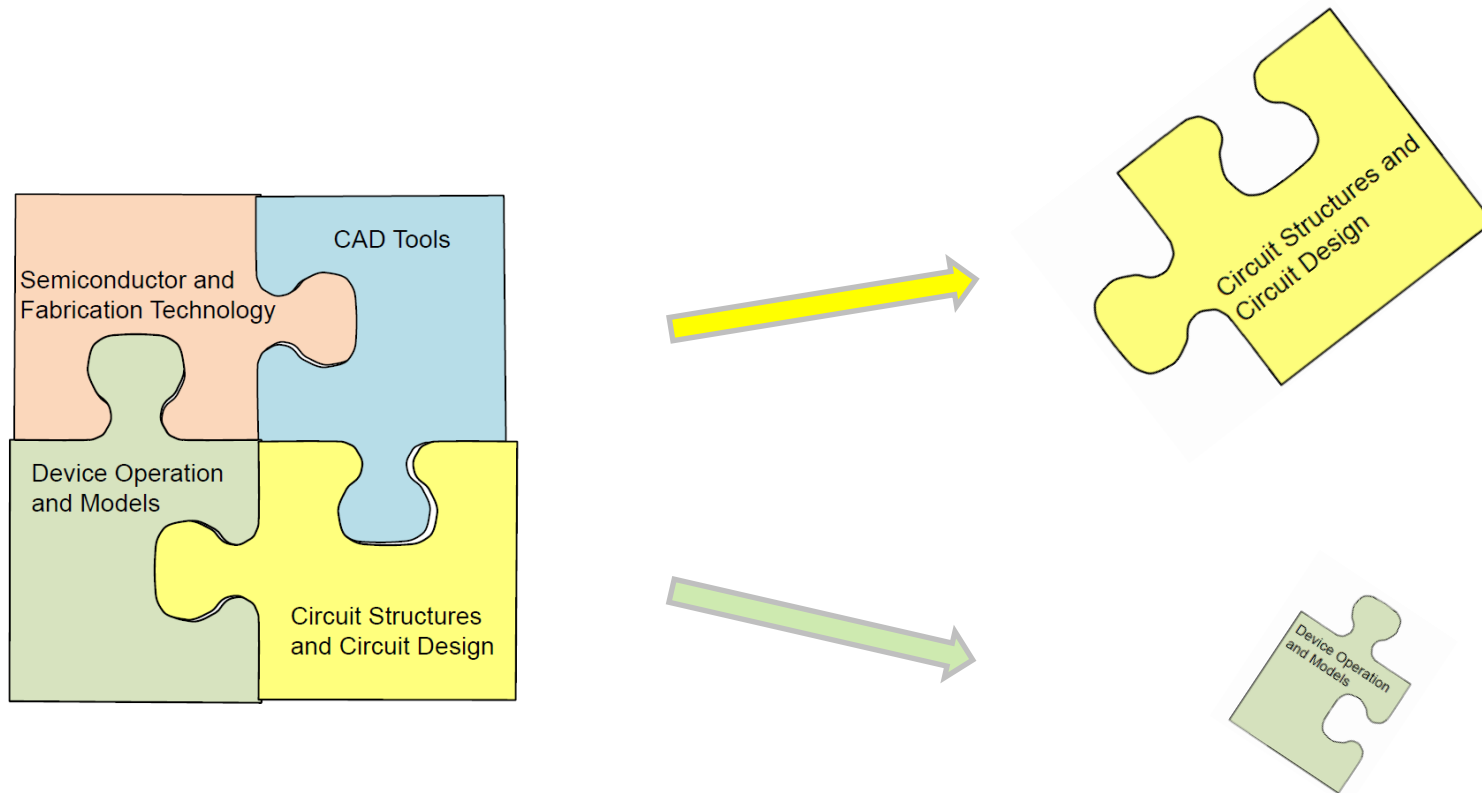 CAD Tools
Semiconductor and
Fabrication Technology
Device Operation
and Models
Circuit Structures
and Circuit Design
Circuit Structures and
Circuit Design
Device Operation
and Models